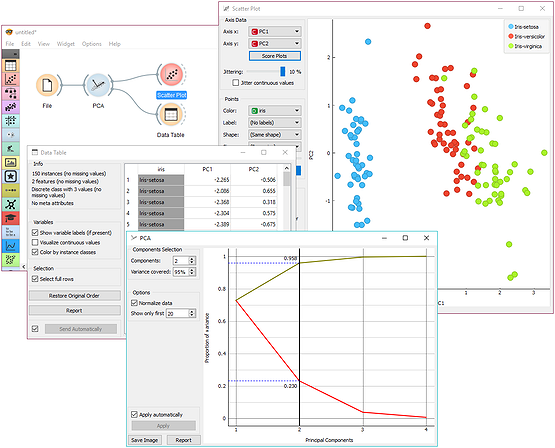 untitled*
File Edit View Widget Options Help
File
PCA
Scatter Plot
Data Table
Scatter Plot
Axis Data
Axis x: PC1
Axis y: PC2
Score Plots
Jittering: 10 %
Jitter continuous values
Points
Color: iris
Label: (No labels)
Shape: (Same shape)
Iris-setosa
Iris-versicolor
Iris-virginica
PC2
2
1
0
-1
0
1
2
3
PC1
Data Table
Info
150 instances (no missing values)
2 features (no missing values)
Discrete class with 3 values (no
missing values)
No meta attributes
Variables
Show variable labels (if present)
Visualize continuous values
Color by instance classes
Selection
Select full rows
Restore Original Order
Report
Send Automatically
iris PC1 PC2
1 Iris-setosa -2.265 -0.506
2 Iris-setosa -2.086 0.655
3 Iris-setosa -2.368 0.318
4 Iris-setosa -2.304 0.575
5 Iris-setosa -2.389 -0.675
PCA
Components Selection
Components: 2
Variance covered: 95%
Options
Normalize data
Show only first 20
Apply automatically
Apply
Save Image Report
Proportion of variance
1
0.8
0.6
0.4
0.2
0
0.958
0.230
1 2 3 4
Principal Components